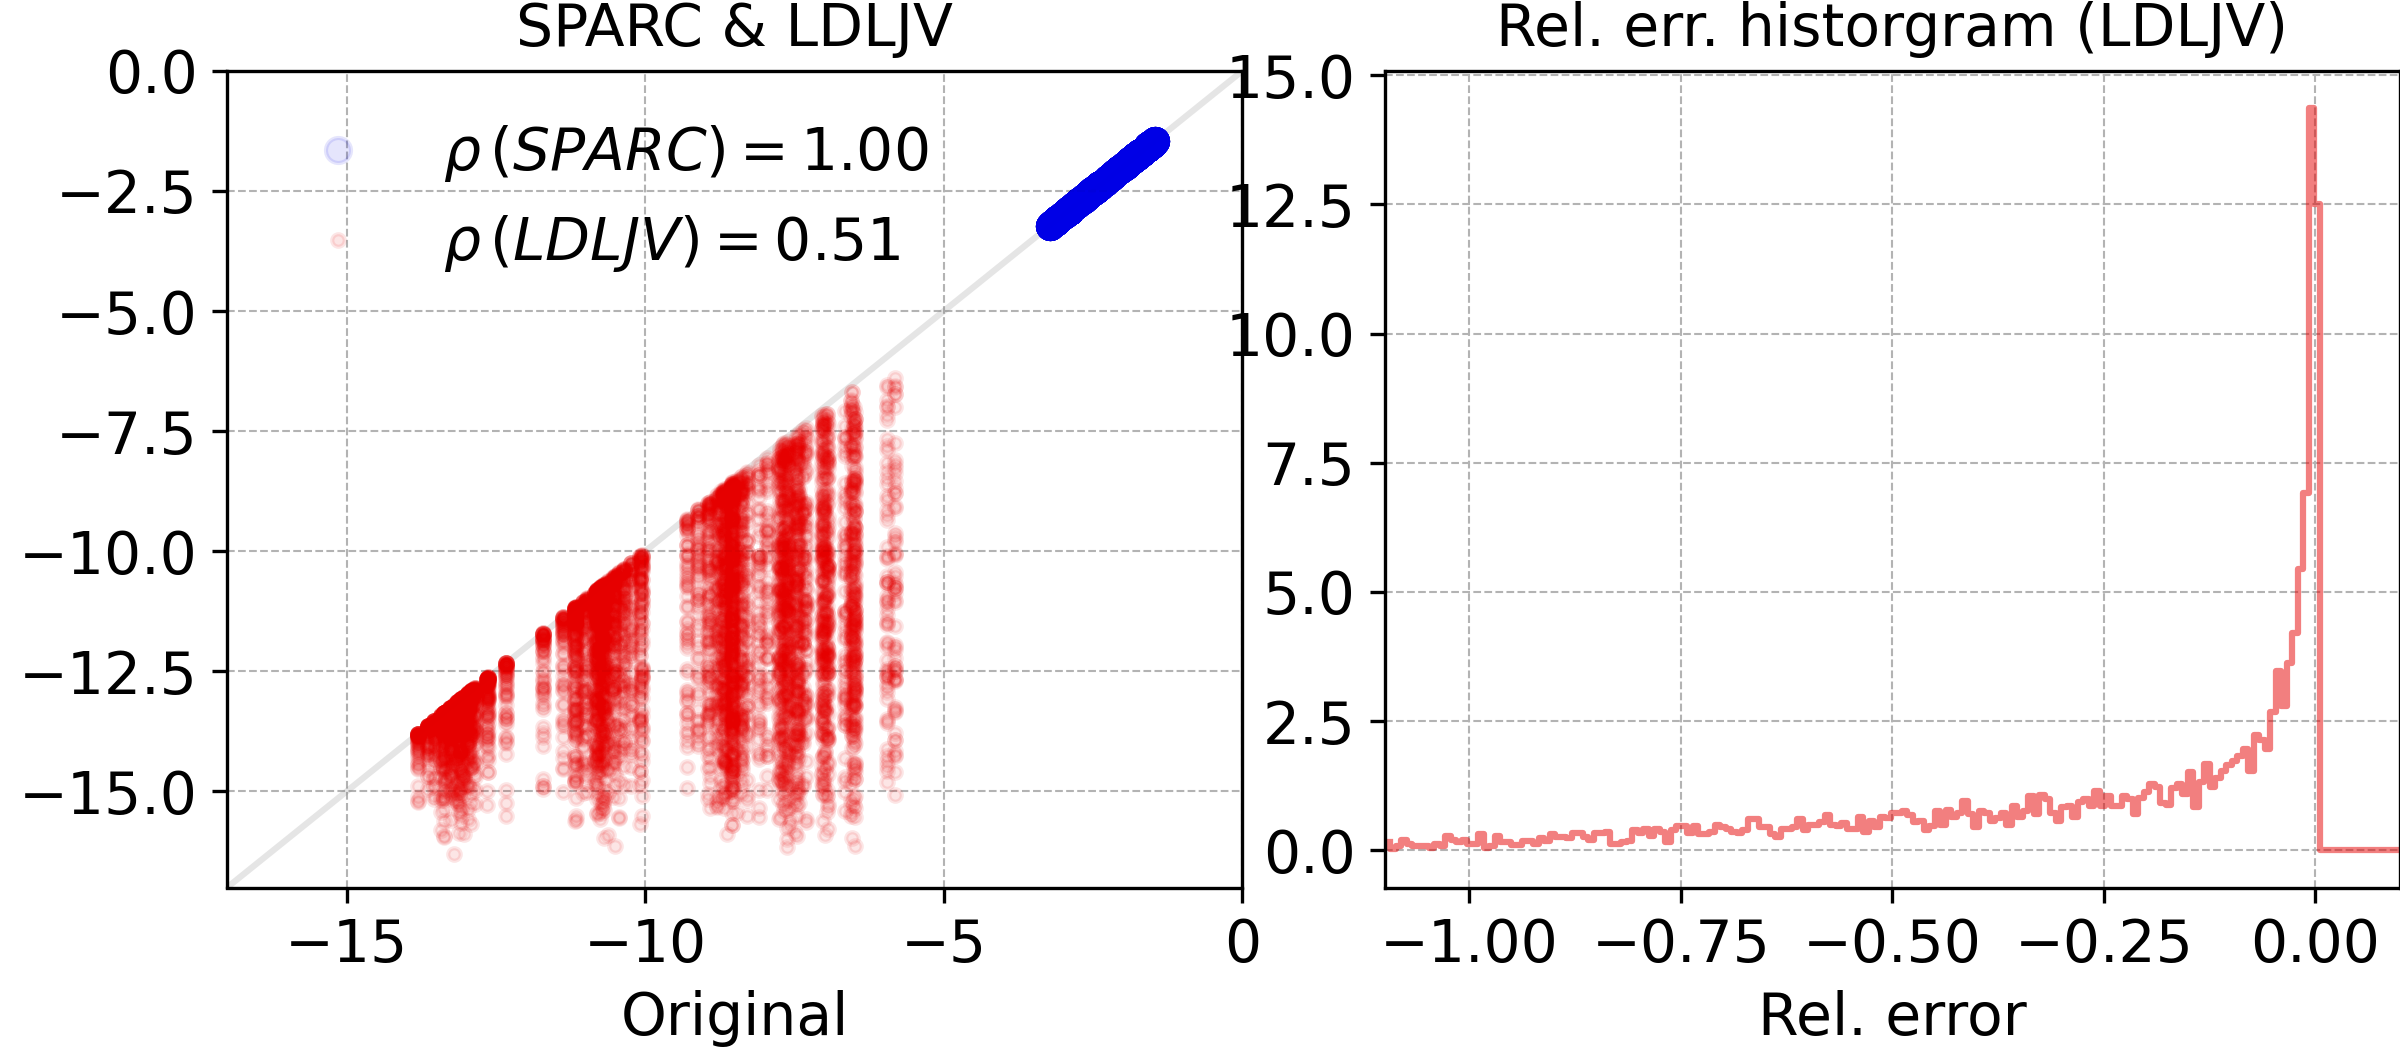 SPARC & LDLJV
0.0
−2.5
−5.0
−7.5
−10.0
−12.5
−15.0
ρ (SPARC) = 1.00
ρ (LDLJV) = 0.51
−15 −10 −5 0
Original
Rel. err. historgram (LDLJV)
15.0
12.5
10.0
7.5
5.0
2.5
0.0
−1.00 −0.75 −0.50 −0.25 0.00
Rel. error